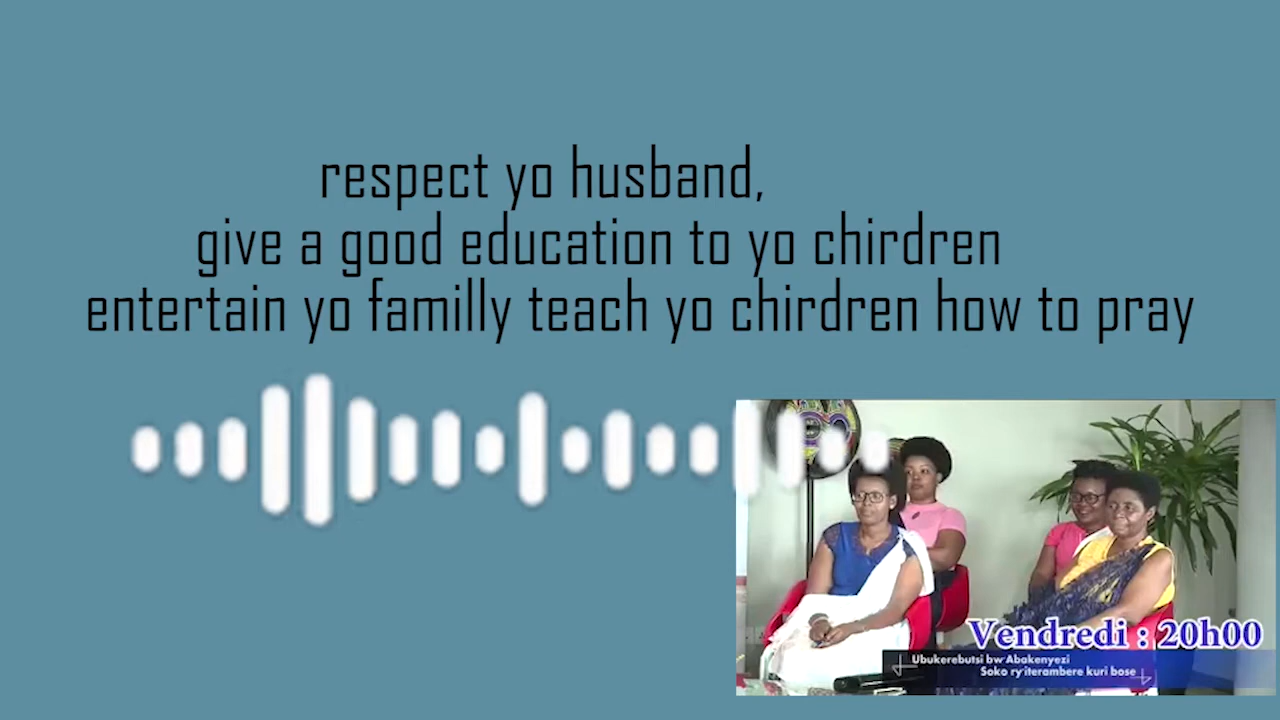 respect yo husband,
give a good education to yo chirdren
entertain yo familly teach yo chirdren how to pray
Vendredi : 20h00
Ubukerebutsi bw'Abakenyezi
Soko ry'iterambere kuri bose